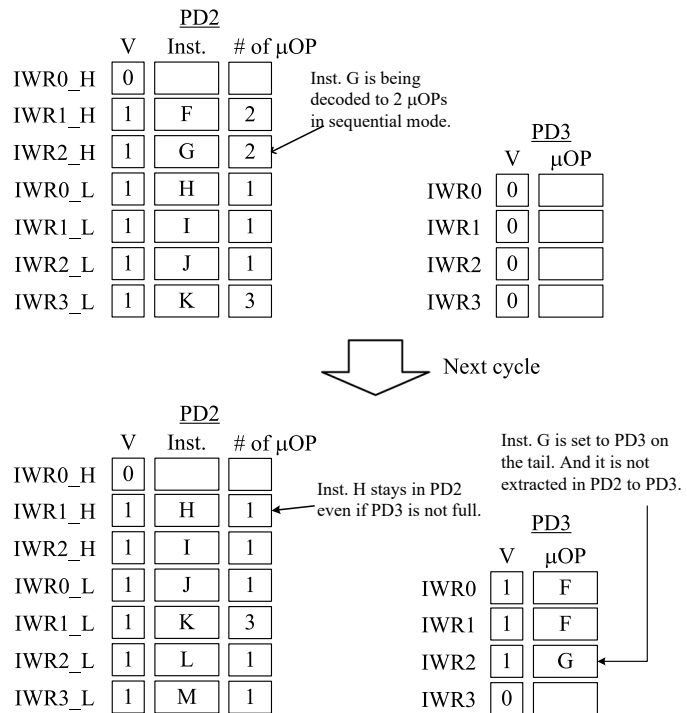 PD2
V Inst. # of μOP
IWR0_H 0
IWR1_H 1 F 2
IWR2_H 1 G 2
IWR0_L 1 H 1
IWR1_L 1 I 1
IWR2_L 1 J 1
IWR3_L 1 K 3
Inst. G is being
decoded to 2 μOPs
in sequential mode.
PD3
V μOP
IWR0 0
IWR1 0
IWR2 0
IWR3 0
Next cycle
PD2
V Inst. # of μOP
IWR0_H 0
IWR1_H 1 H 1
IWR2_H 1 I 1
IWR0_L 1 J 1
IWR1_L 1 K 3
IWR2_L 1 L 1
IWR3_L 1 M 1
Inst. H stays in PD2
even if PD3 is not full.
Inst. G is set to PD3 on
the tail. And it is not
extracted in PD2 to PD3.
PD3
V μOP
IWR0 1 F
IWR1 1 F
IWR2 1 G
IWR3 0